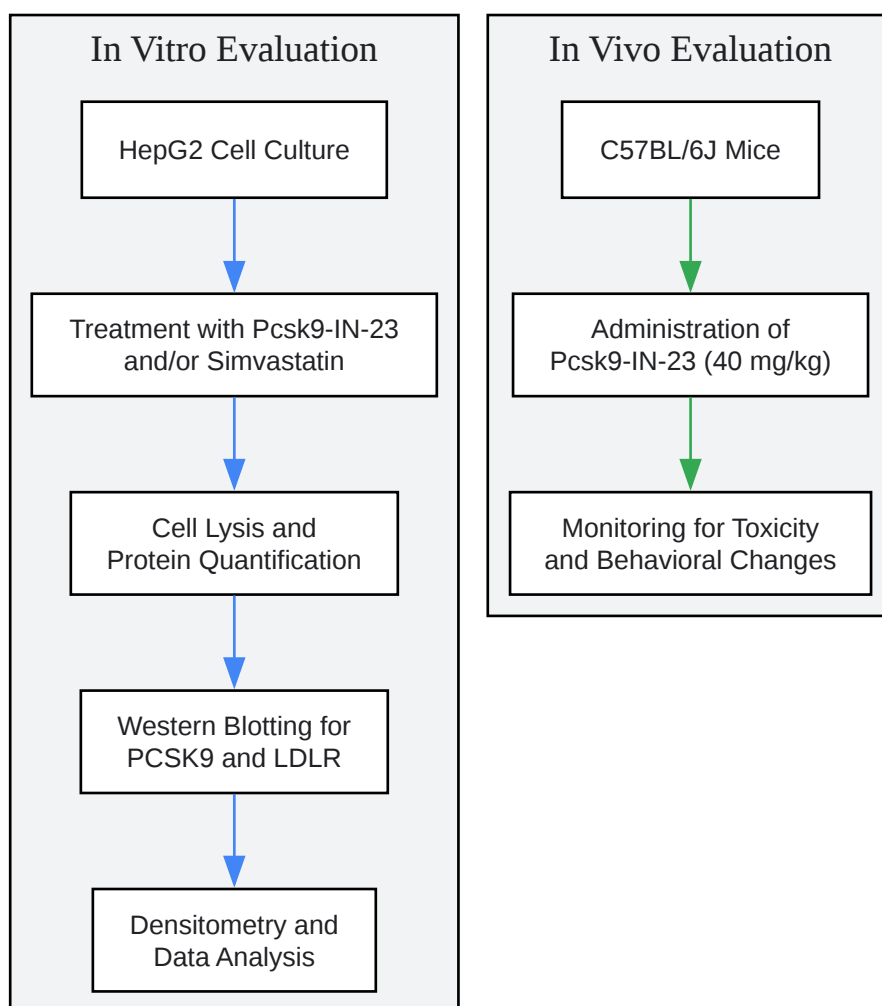 In Vitro Evaluation
HepG2 Cell Culture
Treatment with Pcsk9-IN-23
and/or Simvastatin
Cell Lysis and
Protein Quantification
Western Blotting for
PCSK9 and LDLR
Densitometry and
Data Analysis
In Vivo Evaluation
C57BL/6J Mice
Administration of
Pcsk9-IN-23 (40 mg/kg)
Monitoring for Toxicity
and Behavioral Changes